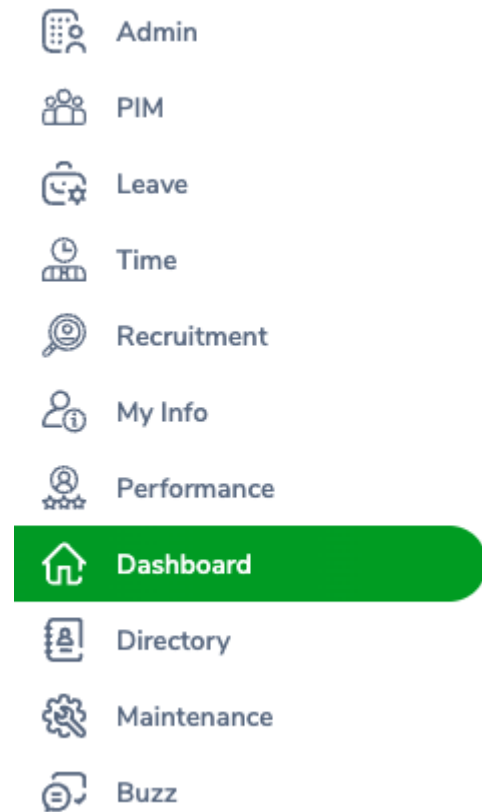 Admin
PIM
Leave
Time
Recruitment
My Info
Performance
Dashboard
Directory
Maintenance
Buzz